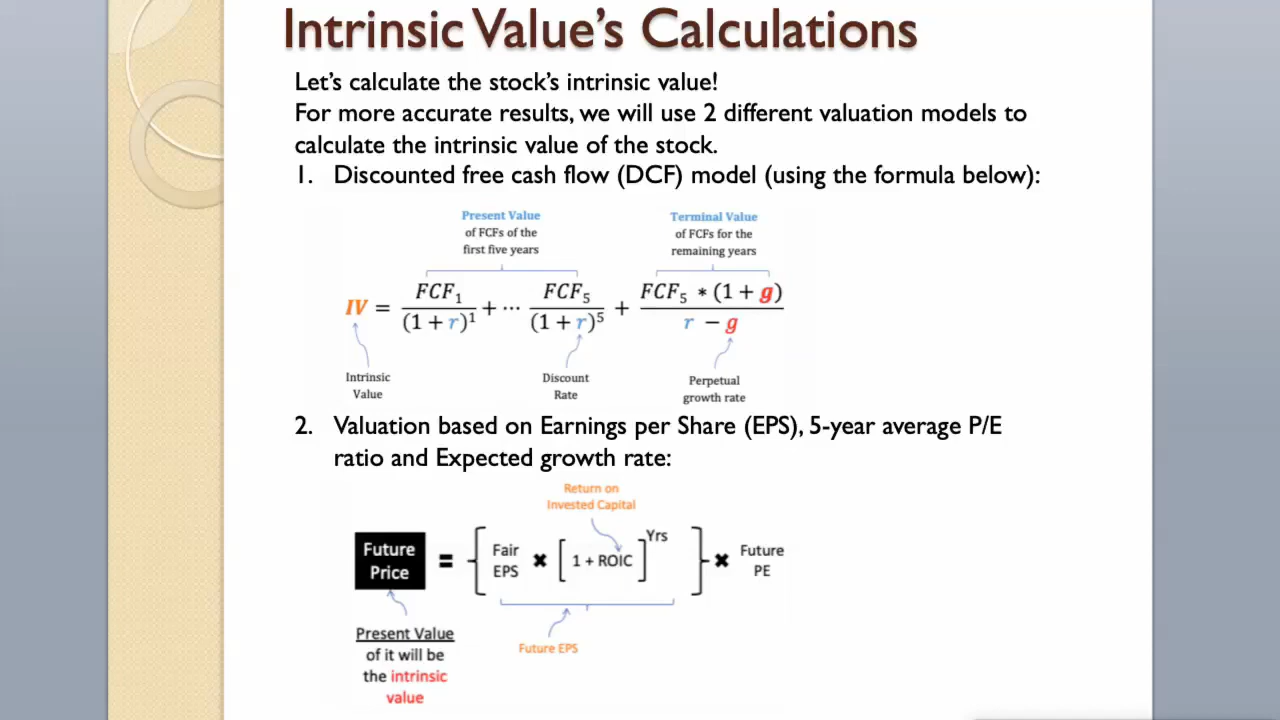 Intrinsic Value's Calculations
Let's calculate the stock's intrinsic value!
For more accurate results, we will use 2 different valuation models to
calculate the intrinsic value of the stock.
1. Discounted free cash flow (DCF) model (using the formula below):
Present Value
of FCFs of the
first five years
Terminal Value
of FCFs for the
remaining years
IV = FCF₁/(1 + r)¹ + ··· FCF₅/(1 + r)⁵ + FCF₅ * (1 + g)/r − g
Intrinsic
Value
Discount
Rate
Perpetual
growth rate
2. Valuation based on Earnings per Share (EPS), 5-year average P/E
ratio and Expected growth rate:
Return on
Invested Capital
Future Price = { Fair EPS × [ 1 + ROIC ] Yrs } × Future PE
Future EPS
Present Value
of it will be
the intrinsic
value